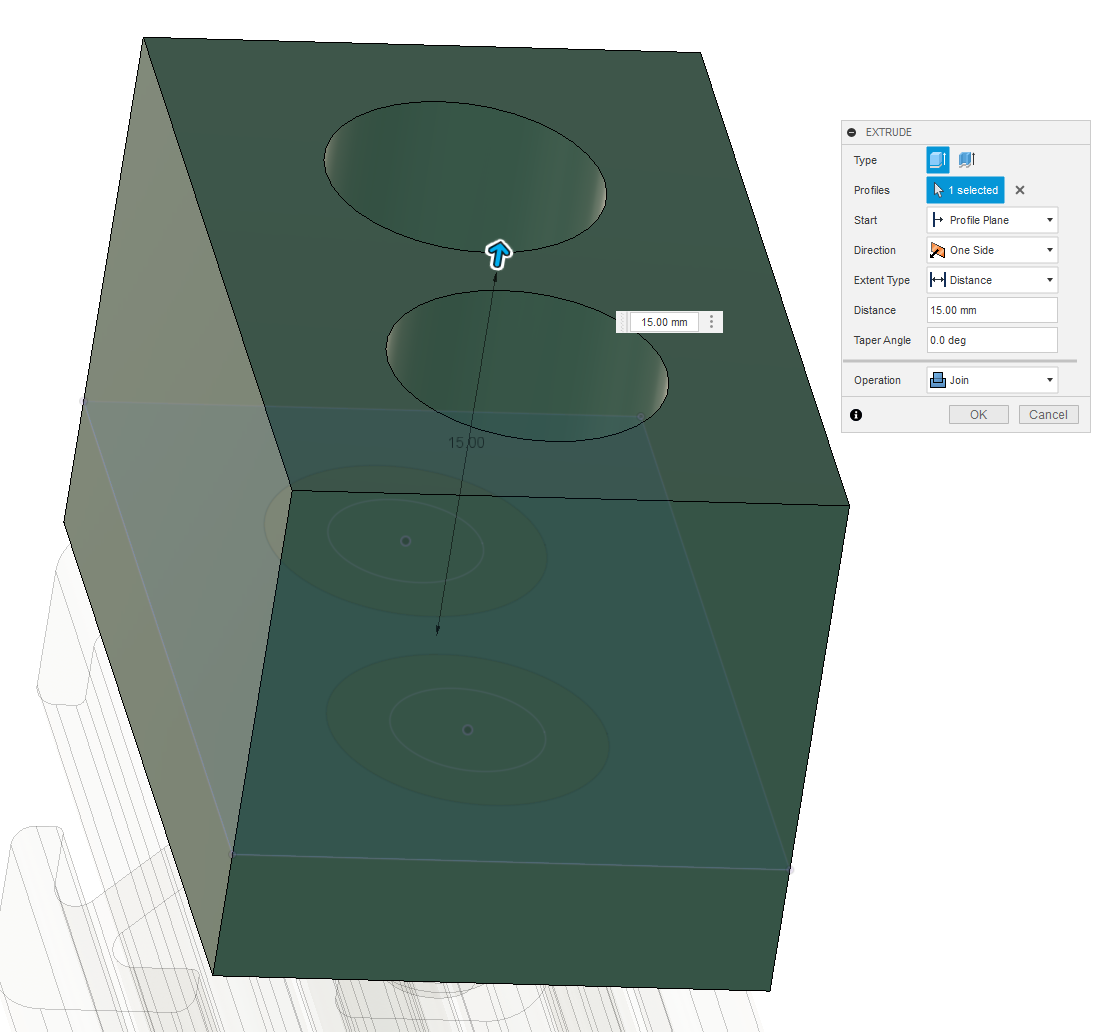 EXTRUDE
Type
Profiles 1 selected
Start Profile Plane
Direction One Side
Extent Type Distance
Distance 15.00 mm
Taper Angle 0.0 deg
Operation Join
OK Cancel
15.00 mm
15.00